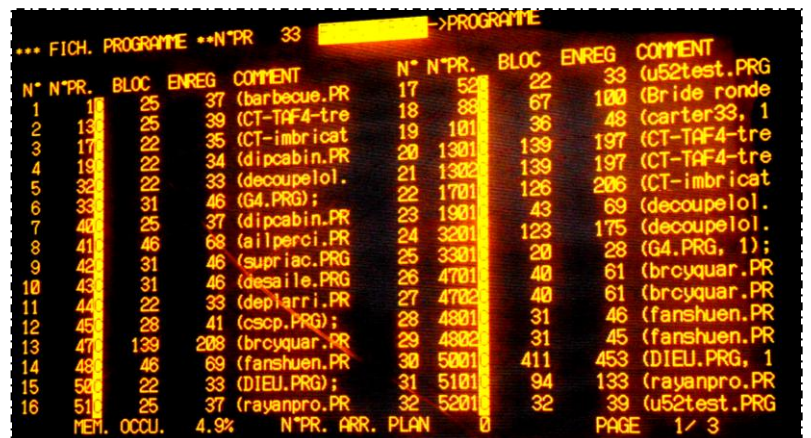 *** FICH. PROGRAMME **N°PR 33 ->PROGRAMME
N° N°PR. BLOC ENREG COMMENT N° N°PR. BLOC ENREG COMMENT
1 1 25 37 (barbecue.PR 17 52 22 33 (u52test.PRG
2 13 25 39 (CT-TAF4-tre 18 88 67 100 (Bride ronde
3 17 22 35 (CT-imbricat 19 101 36 48 (carter33, 1
4 19 22 34 (dipcabin.PR 20 1301 139 197 (CT-TAF4-tre
5 32 22 33 (decoupelol. 21 1302 139 197 (CT-TAF4-tre
6 33 31 46 (G4.PRG); 22 1701 126 206 (CT-imbricat
7 40 25 37 (dipcabin.PR 23 1901 43 69 (decoupelol.
8 41 46 68 (ailperci.PR 24 3201 123 175 (decoupelol.
9 42 31 46 (supriac.PRG 25 3301 20 28 (G4.PRG, 1);
10 43 31 46 (desaile.PRG 26 4701 40 61 (brcyquar.PR
11 44 22 33 (deplarri.PR 27 4702 40 61 (brcyquar.PR
12 45 28 41 (cscp.PRG); 28 4801 31 46 (fanshuen.PR
13 47 139 208 (brcyquar.PR 29 4802 31 45 (fanshuen.PR
14 48 46 69 (fanshuen.PR 30 5001 411 453 (DIEU.PRG, 1
15 50 22 33 (DIEU.PRG); 31 5101 94 133 (rayanpro.PR
16 51 25 37 (rayanpro.PR 32 5201 32 39 (u52test.PRG
MEM. OCCU. 4.9% N°PR. ARR. PLAN 0 PAGE 1/ 3